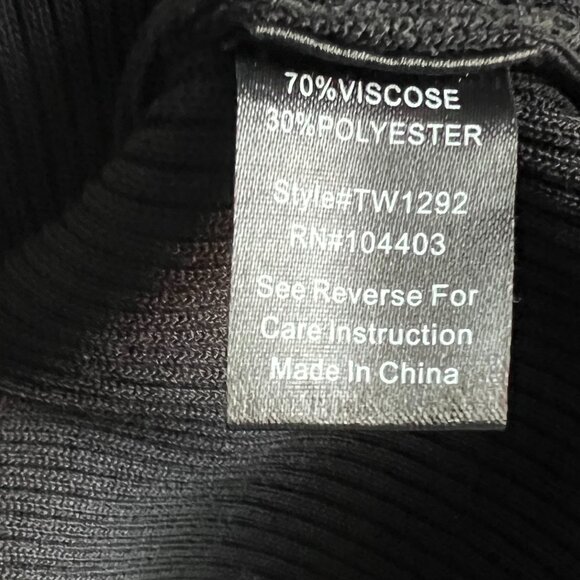 70%VISCOSE
30%POLYESTER
Style#TW1292
RN#104403
See Reverse For
Care Instruction
Made In China